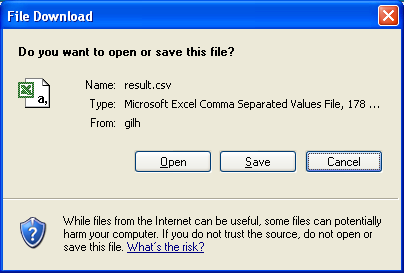 File Download
Do you want to open or save this file?
a,
Name: result.csv
Type: Microsoft Excel Comma Separated Values File, 178 ...
From: gilh
Open Save Cancel
While files from the Internet can be useful, some files can potentially
harm your computer. If you do not trust the source, do not open or
save this file. What's the risk?